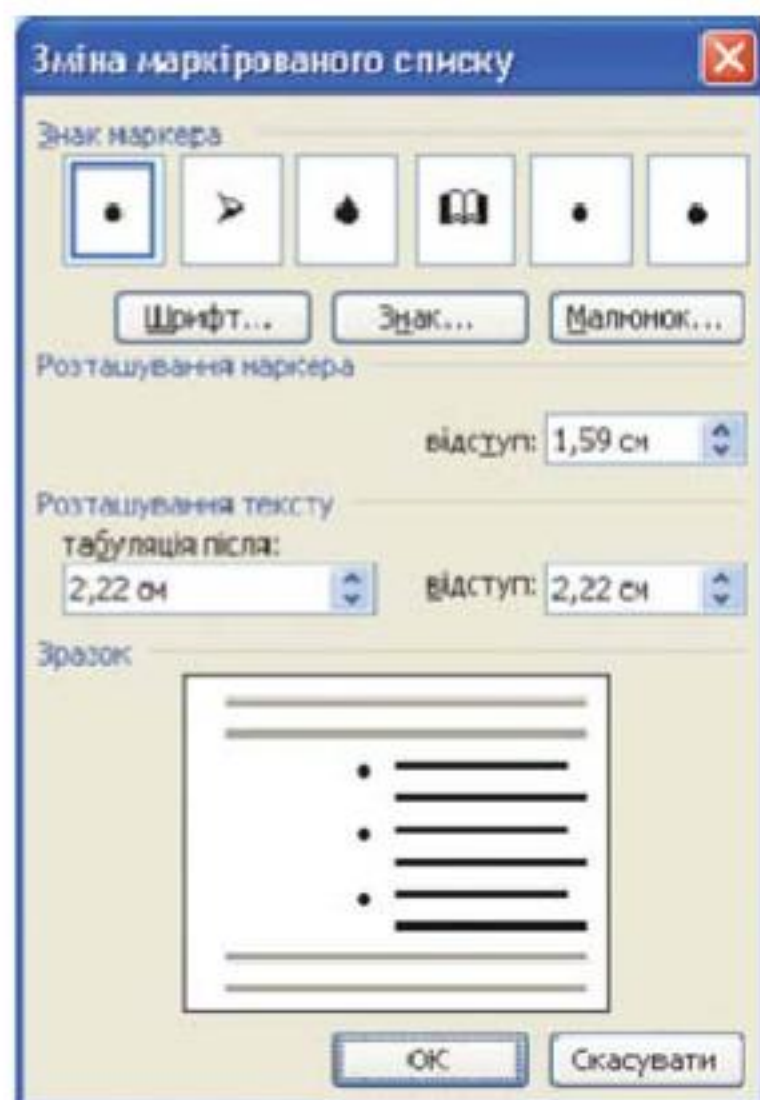 Зміна маркірованого списку
Знак маркера
Шрифт... Знак... Малюнок...
Розташування маркера
відступ: 1,59 см
Розташування тексту
табуляція після:
2,22 см відступ: 2,22 см
Зразок
ОК Скасувати